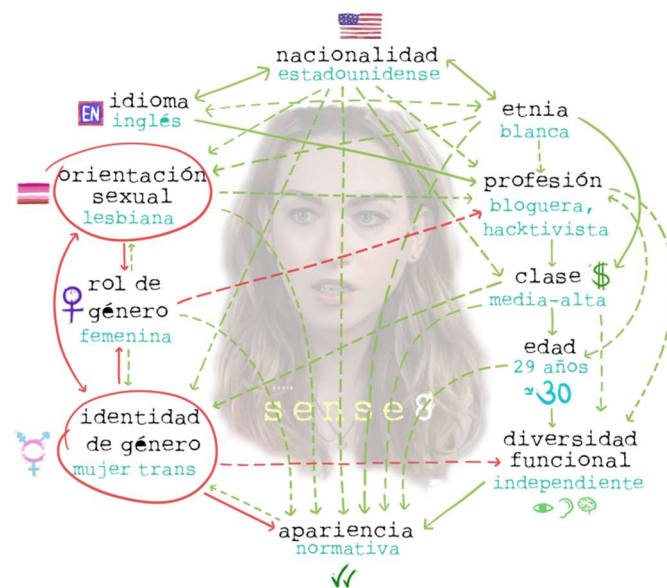 nacionalidad
estadounidense
EN
idioma
inglés
etnia
blanca
orientación
sexual
lesbiana
profesión
bloguera,
hacktivista
rol de
género
femenina
clase $
media-alta
edad
29 años
~30
sense8
identidad
de género
mujer trans
diversidad
funcional
independiente
apariencia
normativa